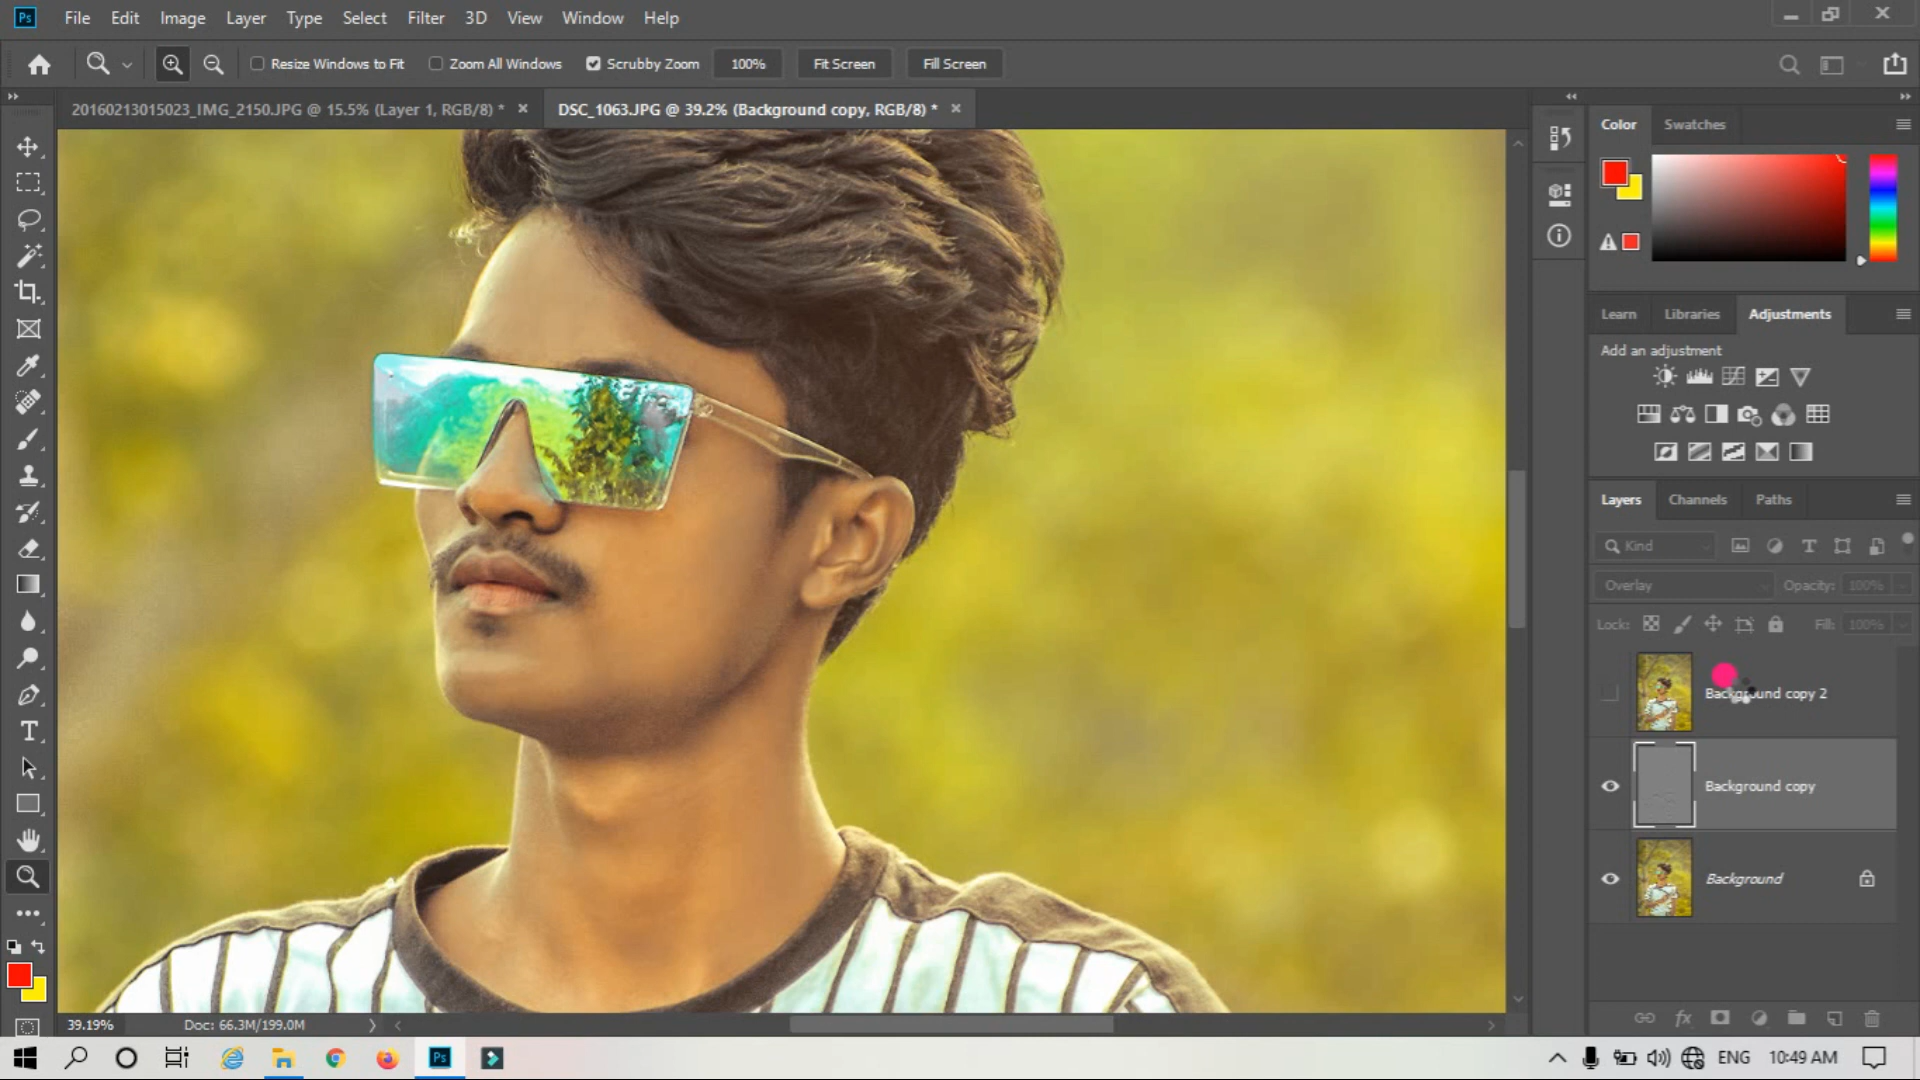 Ps File Edit Image Layer Type Select Filter 3D View Window Help
Resize Windows to Fit Zoom All Windows Scrubby Zoom 100% Fit Screen Fill Screen
20160213015023_IMG_2150.JPG @ 15.5% (Layer 1, RGB/8) * DSC_1063.JPG @ 39.2% (Background copy, RGB/8) *
Color Swatches
Learn Libraries Adjustments
Add an adjustment
Layers Channels Paths
Kind
Overlay Opacity: 100%
Lock: Fill: 100%
Background copy 2
Background copy
Background
39.19% Doc: 66.3M/199.0M
Ps ENG 10:49 AM